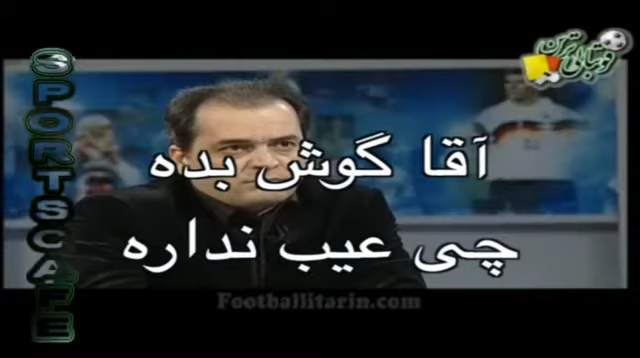 فوتبالی ترین
SPORTSCAFE
آقا گوش بده
چی عیب نداره
Footballitarin.com